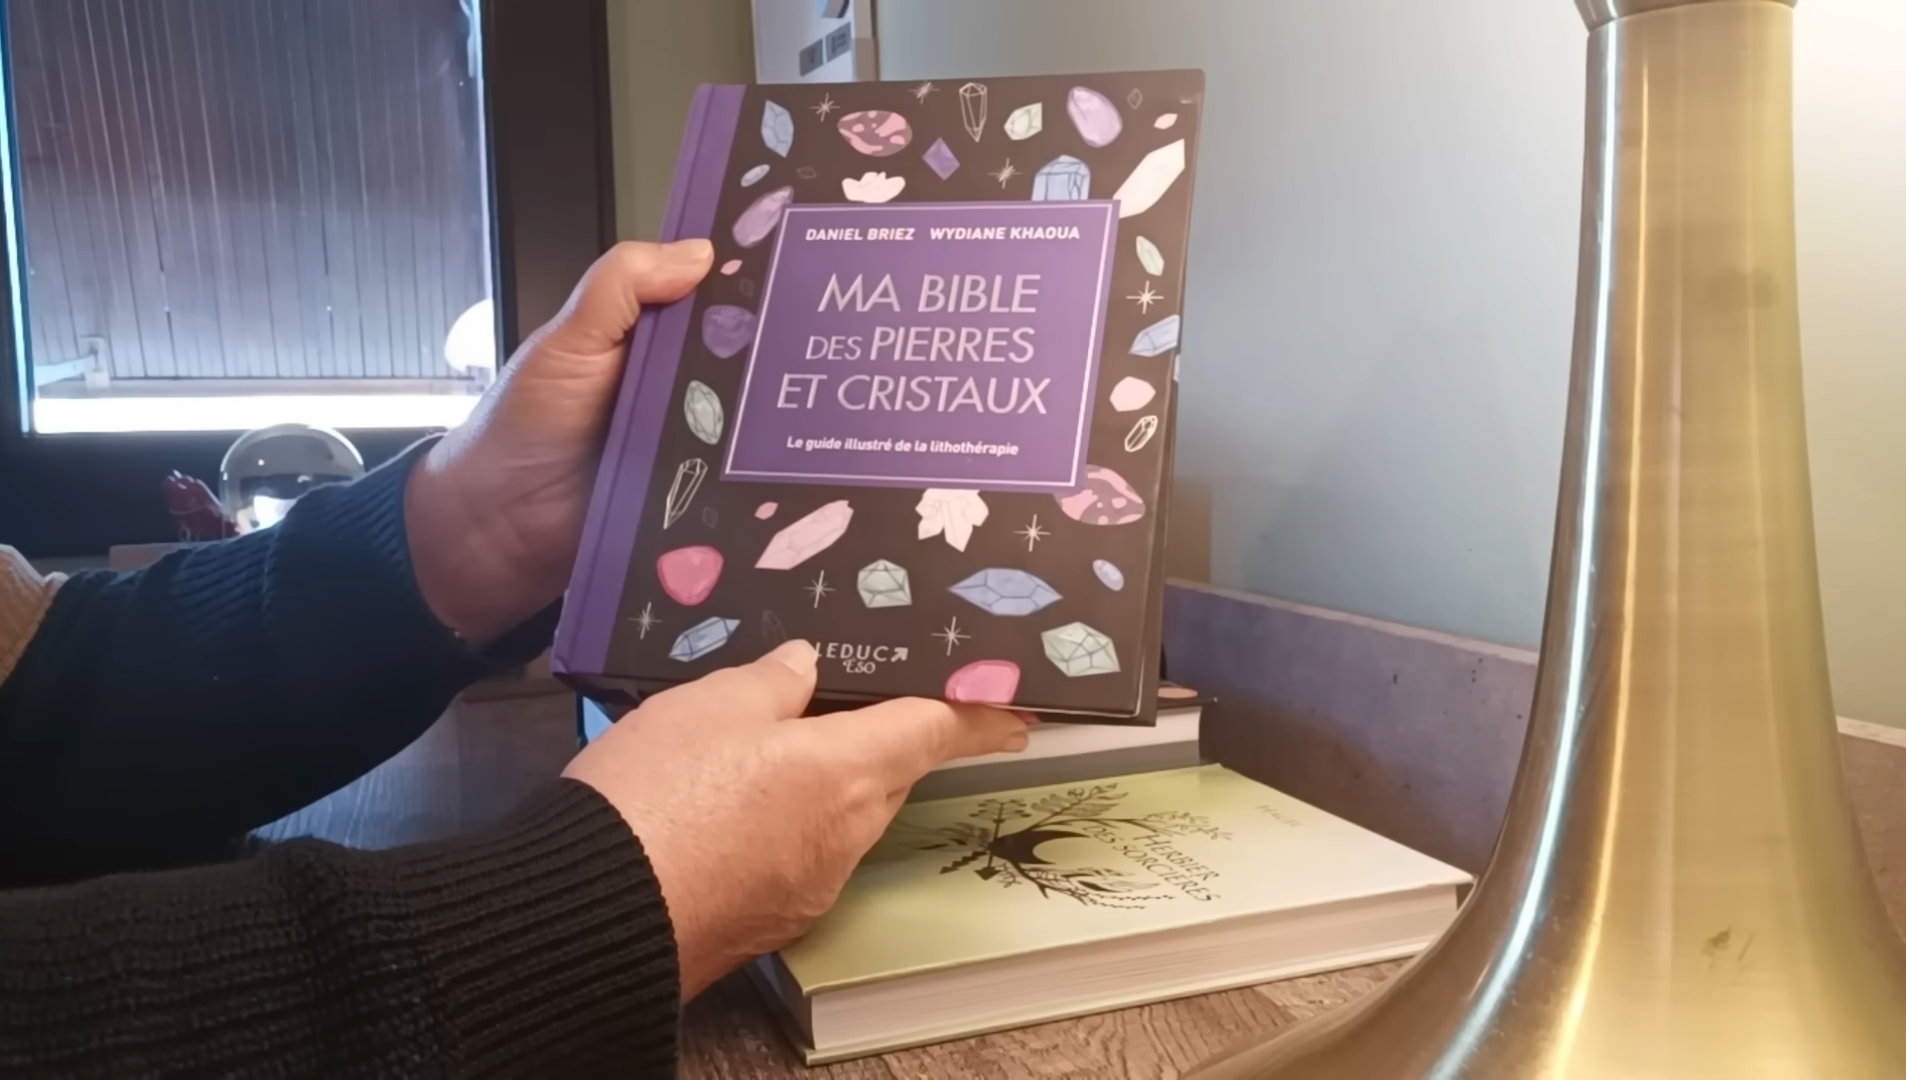 DANIEL BRIEZ WYDIANE KHAOUA
MA BIBLE
DES PIERRES
ET CRISTAUX
Le guide illustré de la lithothérapie
LEDUC
ESO
HERBIER
DES SORCIÈRES